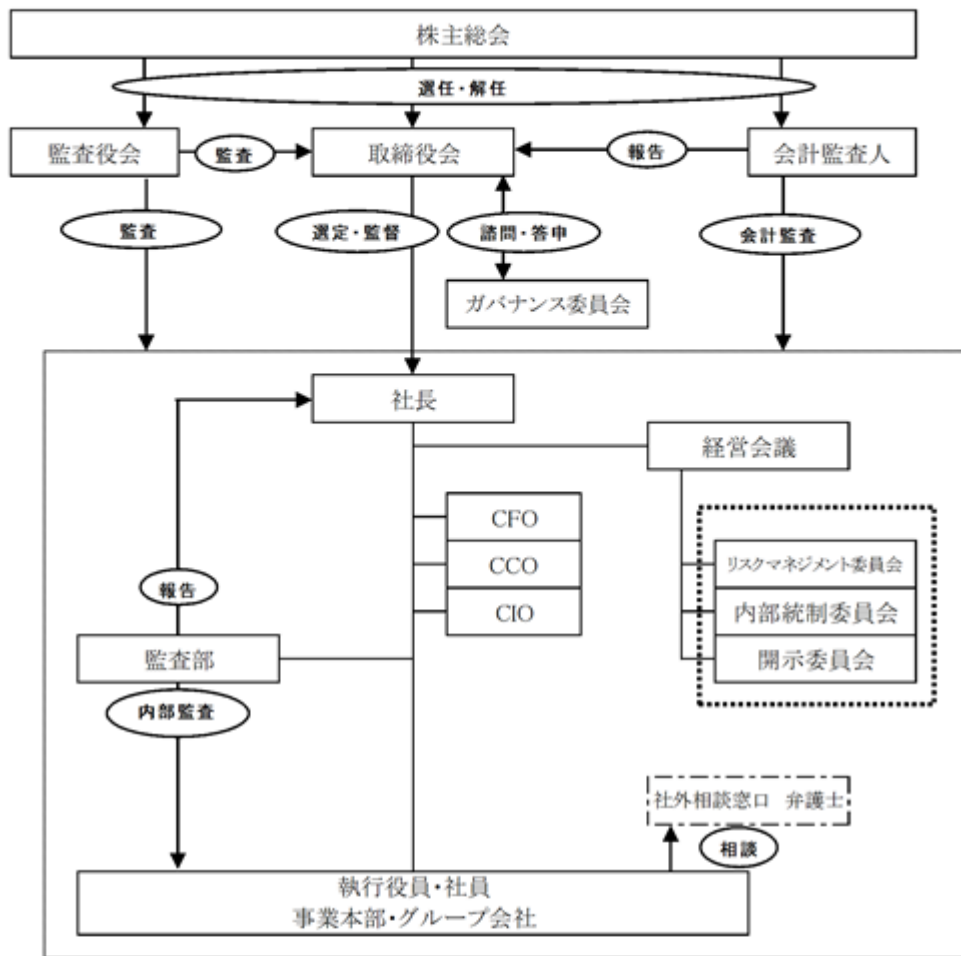 株主総会
選任・解任
監査役会
監査
取締役会
報告
会計監査人
監査
選定・監督
諮問・答申
会計監査
ガバナンス委員会
社長
経営会議
CFO
CCO
CIO
リスクマネジメント委員会
内部統制委員会
開示委員会
報告
監査部
内部監査
社外相談窓口 弁護士
相談
執行役員・社員
事業本部・グループ会社